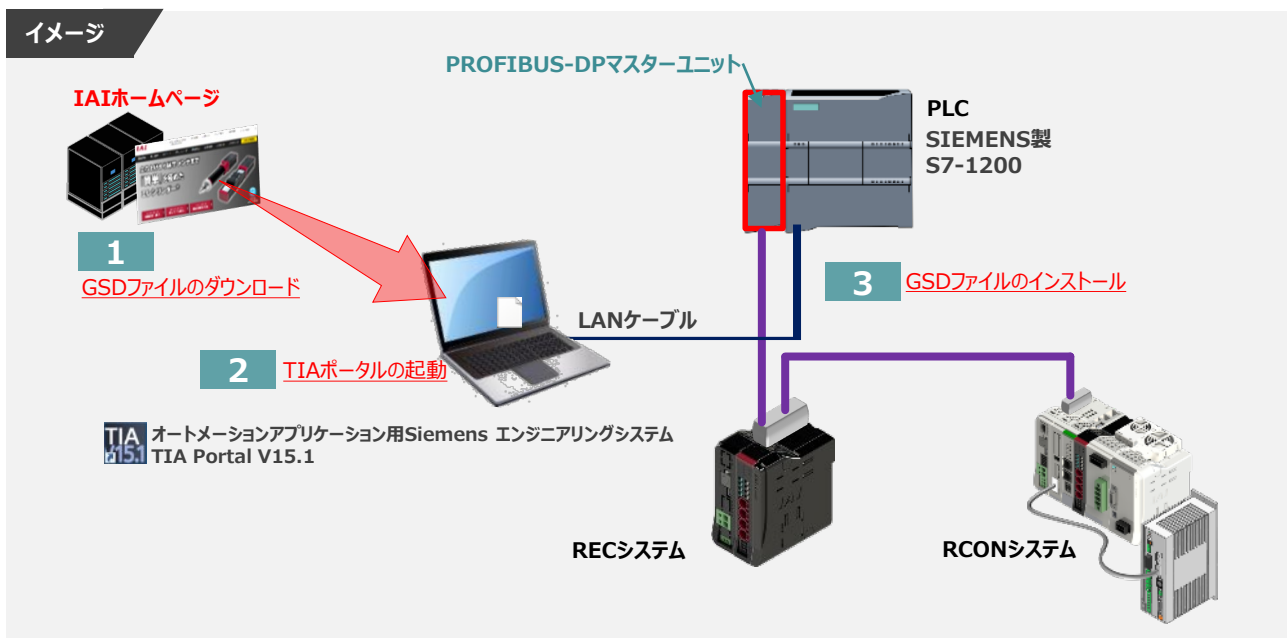 イメージ
PROFIBUS-DPマスターユニット
IAIホームページ
PLC
SIEMENS製
S7-1200
1
GSDファイルのダウンロード
3
GSDファイルのインストール
LANケーブル
2
TIAポータルの起動
TIA
V15.1
オートメーションアプリケーション用Siemens エンジニアリングシステム
TIA Portal V15.1
RECシステム
RCONシステム